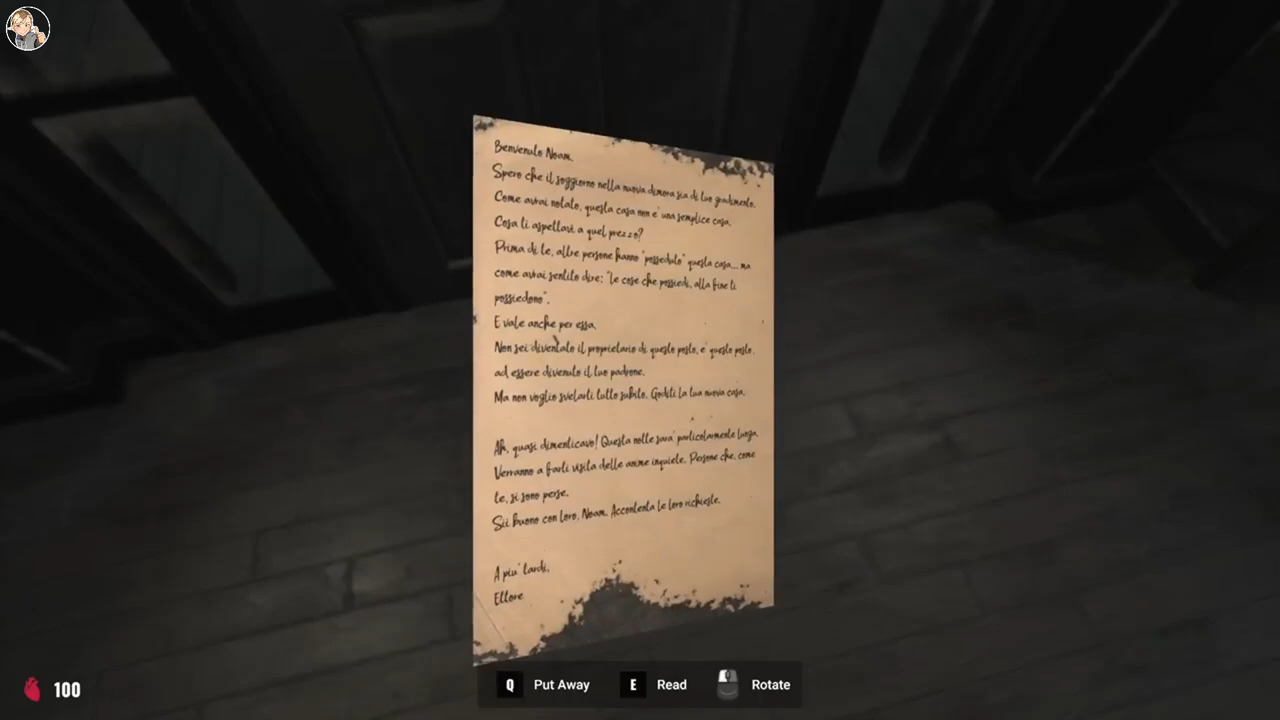 Benvenuto Noam.
Spero che il soggiorno nella nuova dimora sia di tuo gradimento.
Come avrai notato, questa casa non e' una semplice casa.
Cosa ti aspettavi a quel prezzo?
Prima di te, altre persone hanno "posseduto" questa casa... ma
come avrai sentito dire: "le cose che possiedi, alla fine ti
possiedono".
E vale anche per essa.
Non sei diventato il proprietario di questo posto, e' questo posto
ad essere divenuto il tuo padrone.
Ma non voglio svelarti tutto subito. Goditi la tua nuova casa.
Ah, quasi dimenticavo! Questa notte sara' particolarmente lunga.
Verranno a farti visita delle anime inquiete. Persone che, come
te, si sono perse.
Sii buono con loro, Noam. Accontenta le loro richieste.
A piu' tardi,
Ettore
100
Q Put Away E Read Rotate